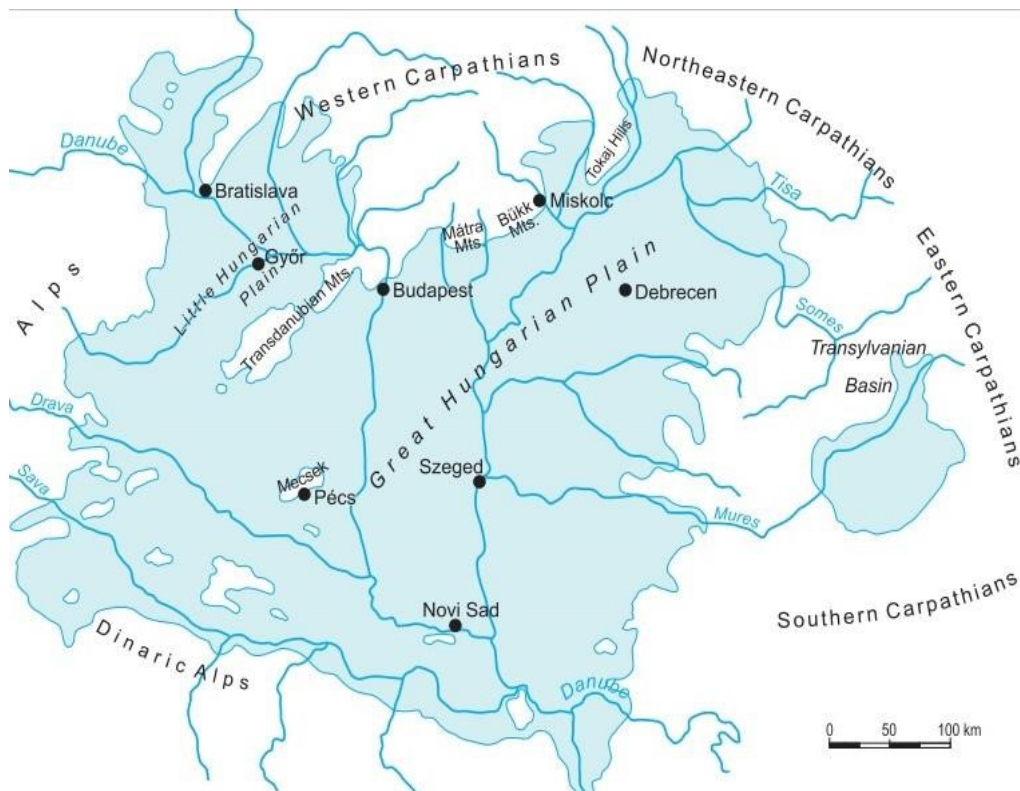 Western Carpathians
Northeastern Carpathians
Danube
Bratislava
Tokaj Hills
Tisa
Miskolc
Bükk
Mts.
Mátra
Mts.
Little Hungarian
Plain
Győr
Alps
Transdanubian Mts.
Budapest
Great Hungarian Plain
Debrecen
Eastern Carpathians
Somes
Transylvanian
Basin
Drava
Sava
Mecsek
Pécs
Szeged
Mures
Novi Sad
Southern Carpathians
Dinaric Alps
Danube
0 50 100 km